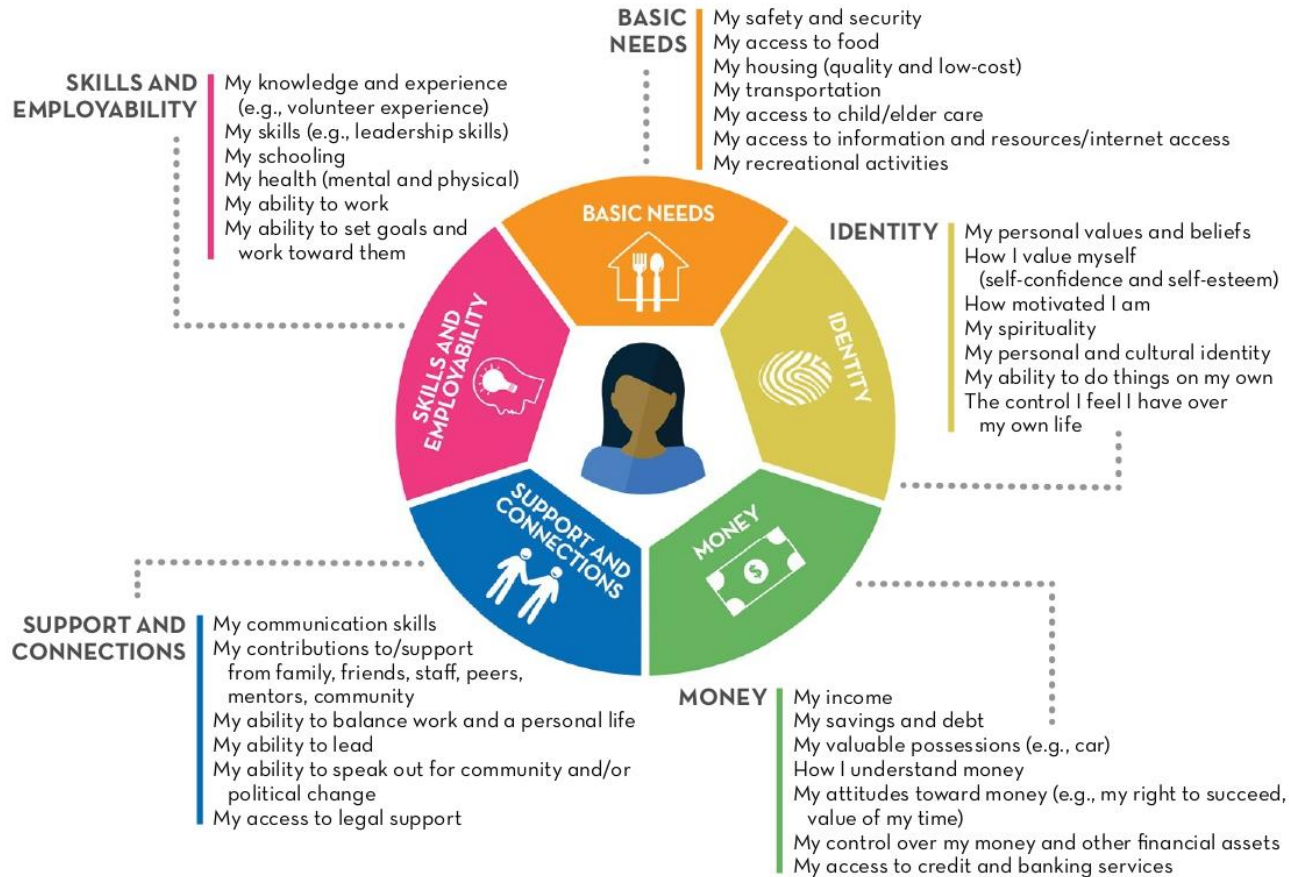 BASIC
NEEDS
My safety and security
My access to food
My housing (quality and low-cost)
My transportation
My access to child/elder care
My access to information and resources/internet access
My recreational activities
SKILLS AND
EMPLOYABILITY
My knowledge and experience
(e.g., volunteer experience)
My skills (e.g., leadership skills)
My schooling
My health (mental and physical)
My ability to work
My ability to set goals and
work toward them
IDENTITY
My personal values and beliefs
How I value myself
(self-confidence and self-esteem)
How motivated I am
My spirituality
My personal and cultural identity
My ability to do things on my own
The control I feel I have over
my own life
BASIC NEEDS
IDENTITY
SKILLS AND
EMPLOYABILITY
SUPPORT AND
CONNECTIONS
MONEY
$
SUPPORT AND
CONNECTIONS
My communication skills
My contributions to/support
from family, friends, staff, peers,
mentors, community
My ability to balance work and a personal life
My ability to lead
My ability to speak out for community and/or
political change
My access to legal support
MONEY
My income
My savings and debt
My valuable possessions (e.g., car)
How I understand money
My attitudes toward money (e.g., my right to succeed,
value of my time)
My control over my money and other financial assets
My access to credit and banking services